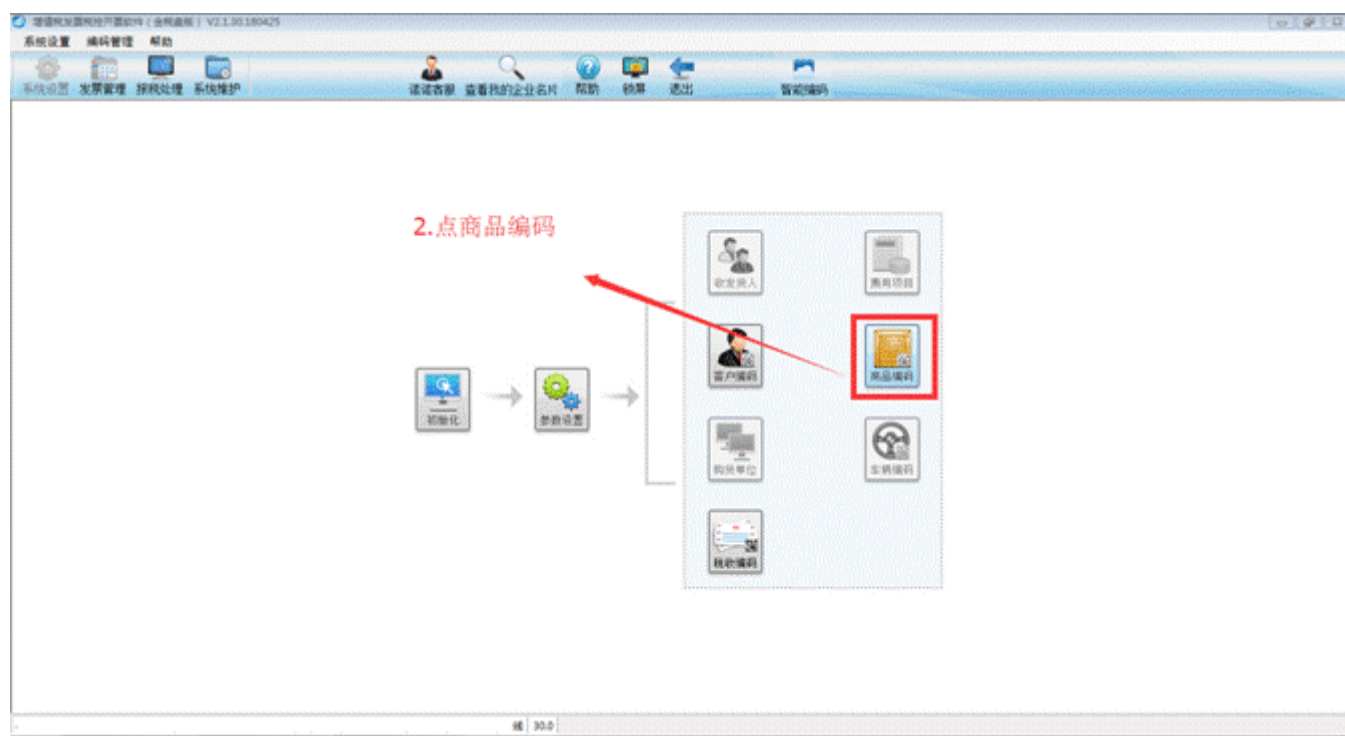 增值税发票税控开票软件（金税盘版） V2.1.30.180425
系统设置 编码管理 帮助
系统设置 发票管理 报税处理 系统维护 诺诺客服 查看我的企业名片 帮助 锁屏 退出 智能编码
2.点商品编码
收发货人 费用项目
客户编码 商品编码
初始化 参数设置
购货单位 车辆编码
税收编码
30.0